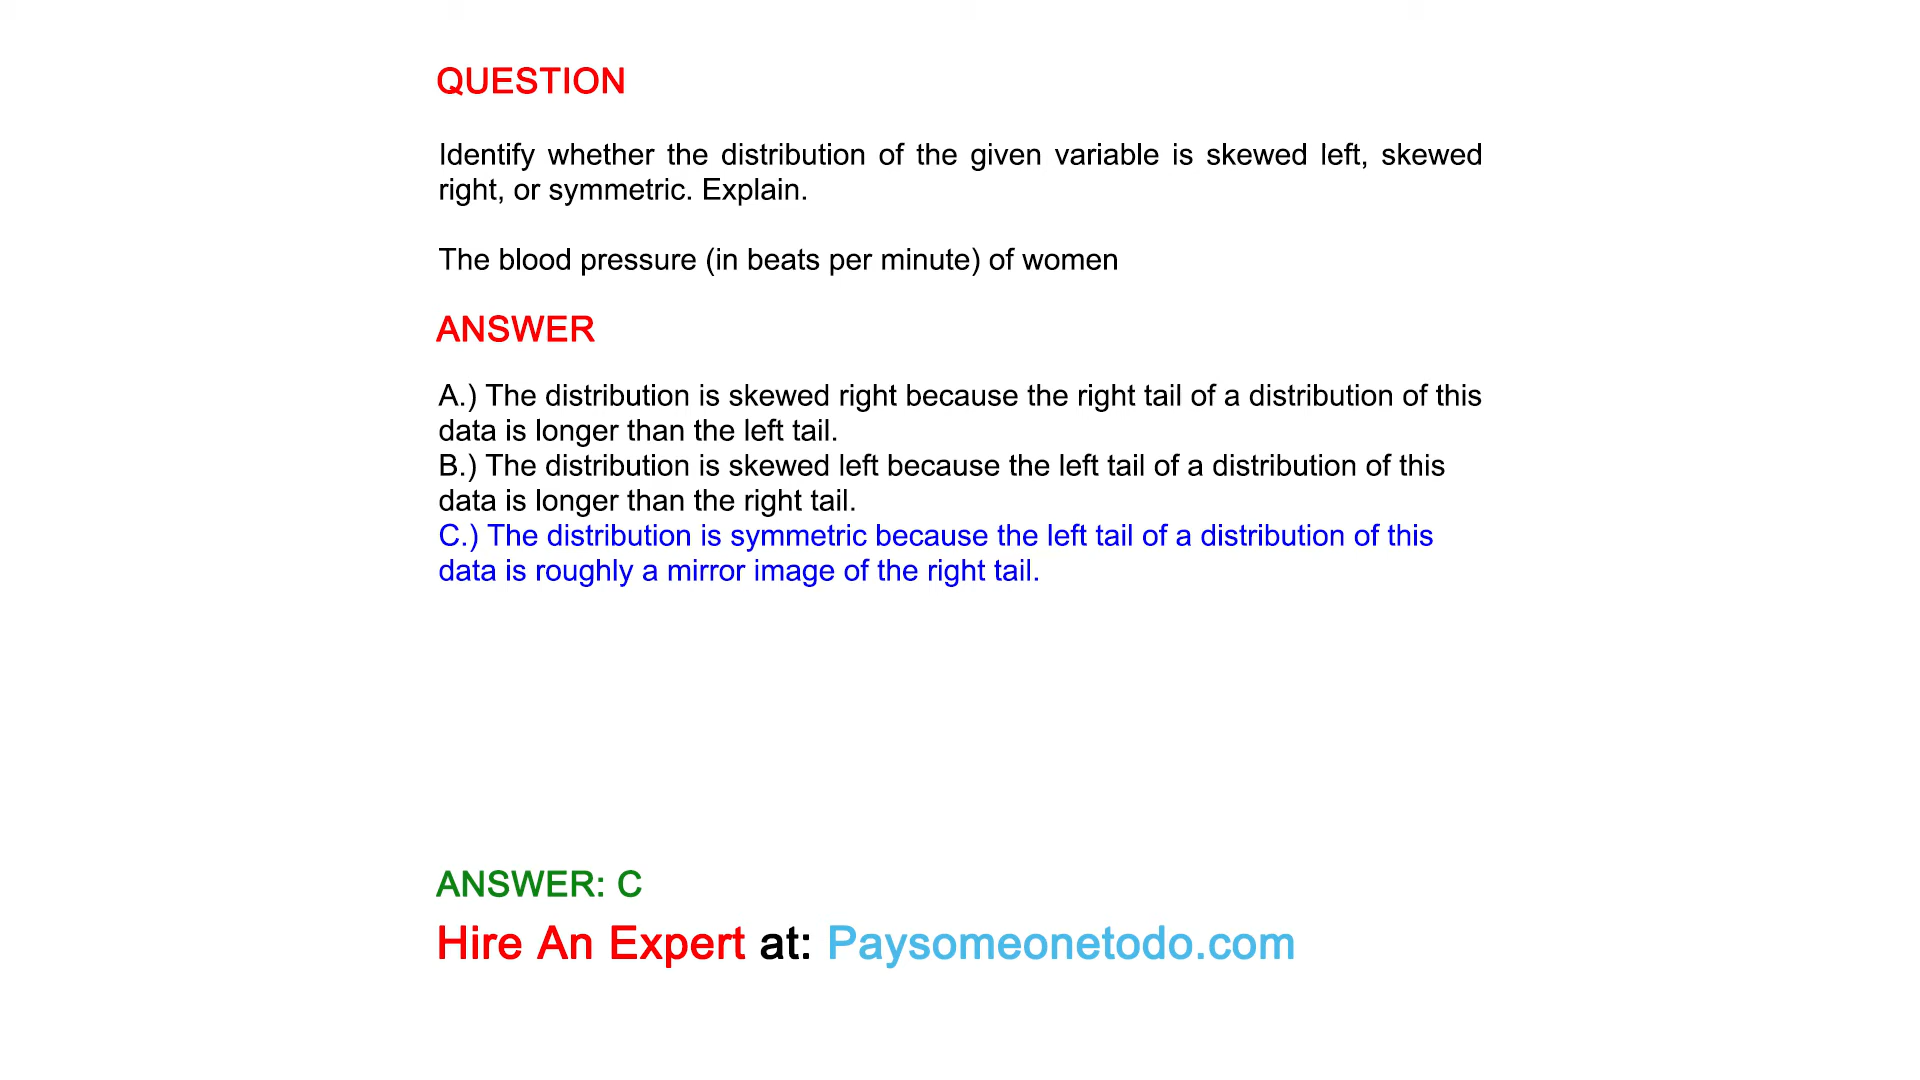 QUESTION
Identify whether the distribution of the given variable is skewed left, skewed
right, or symmetric. Explain.
The blood pressure (in beats per minute) of women
ANSWER
A.) The distribution is skewed right because the right tail of a distribution of this
data is longer than the left tail.
B.) The distribution is skewed left because the left tail of a distribution of this
data is longer than the right tail.
C.) The distribution is symmetric because the left tail of a distribution of this
data is roughly a mirror image of the right tail.
ANSWER: C
Hire An Expert at: Paysomeonetodo.com